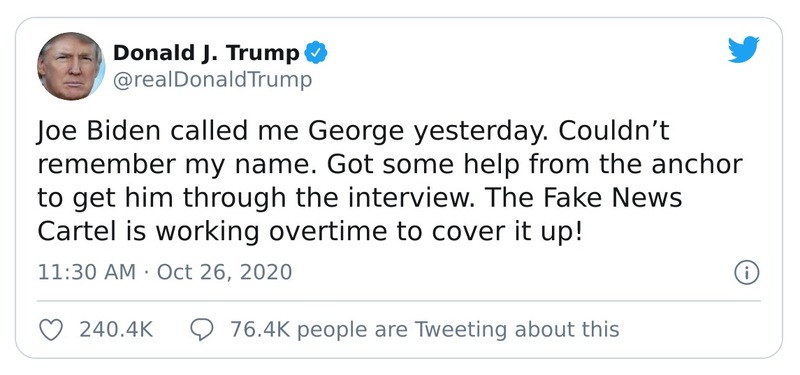 Donald J. Trump
@realDonaldTrump
Joe Biden called me George yesterday. Couldn’t
remember my name. Got some help from the anchor
to get him through the interview. The Fake News
Cartel is working overtime to cover it up!
11:30 AM · Oct 26, 2020
240.4K 76.4K people are Tweeting about this